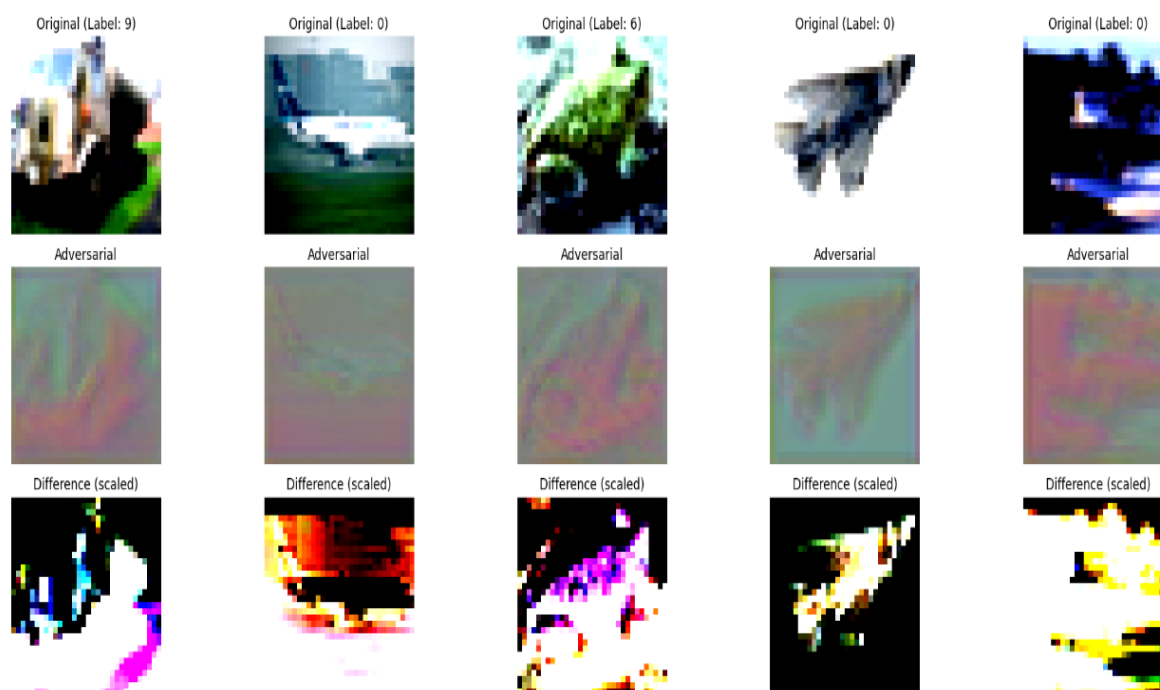 Original (Label: 9) Original (Label: 0) Original (Label: 6) Original (Label: 0) Original (Label: 0)
Adversarial Adversarial Adversarial Adversarial Adversarial
Difference (scaled) Difference (scaled) Difference (scaled) Difference (scaled) Difference (scaled)